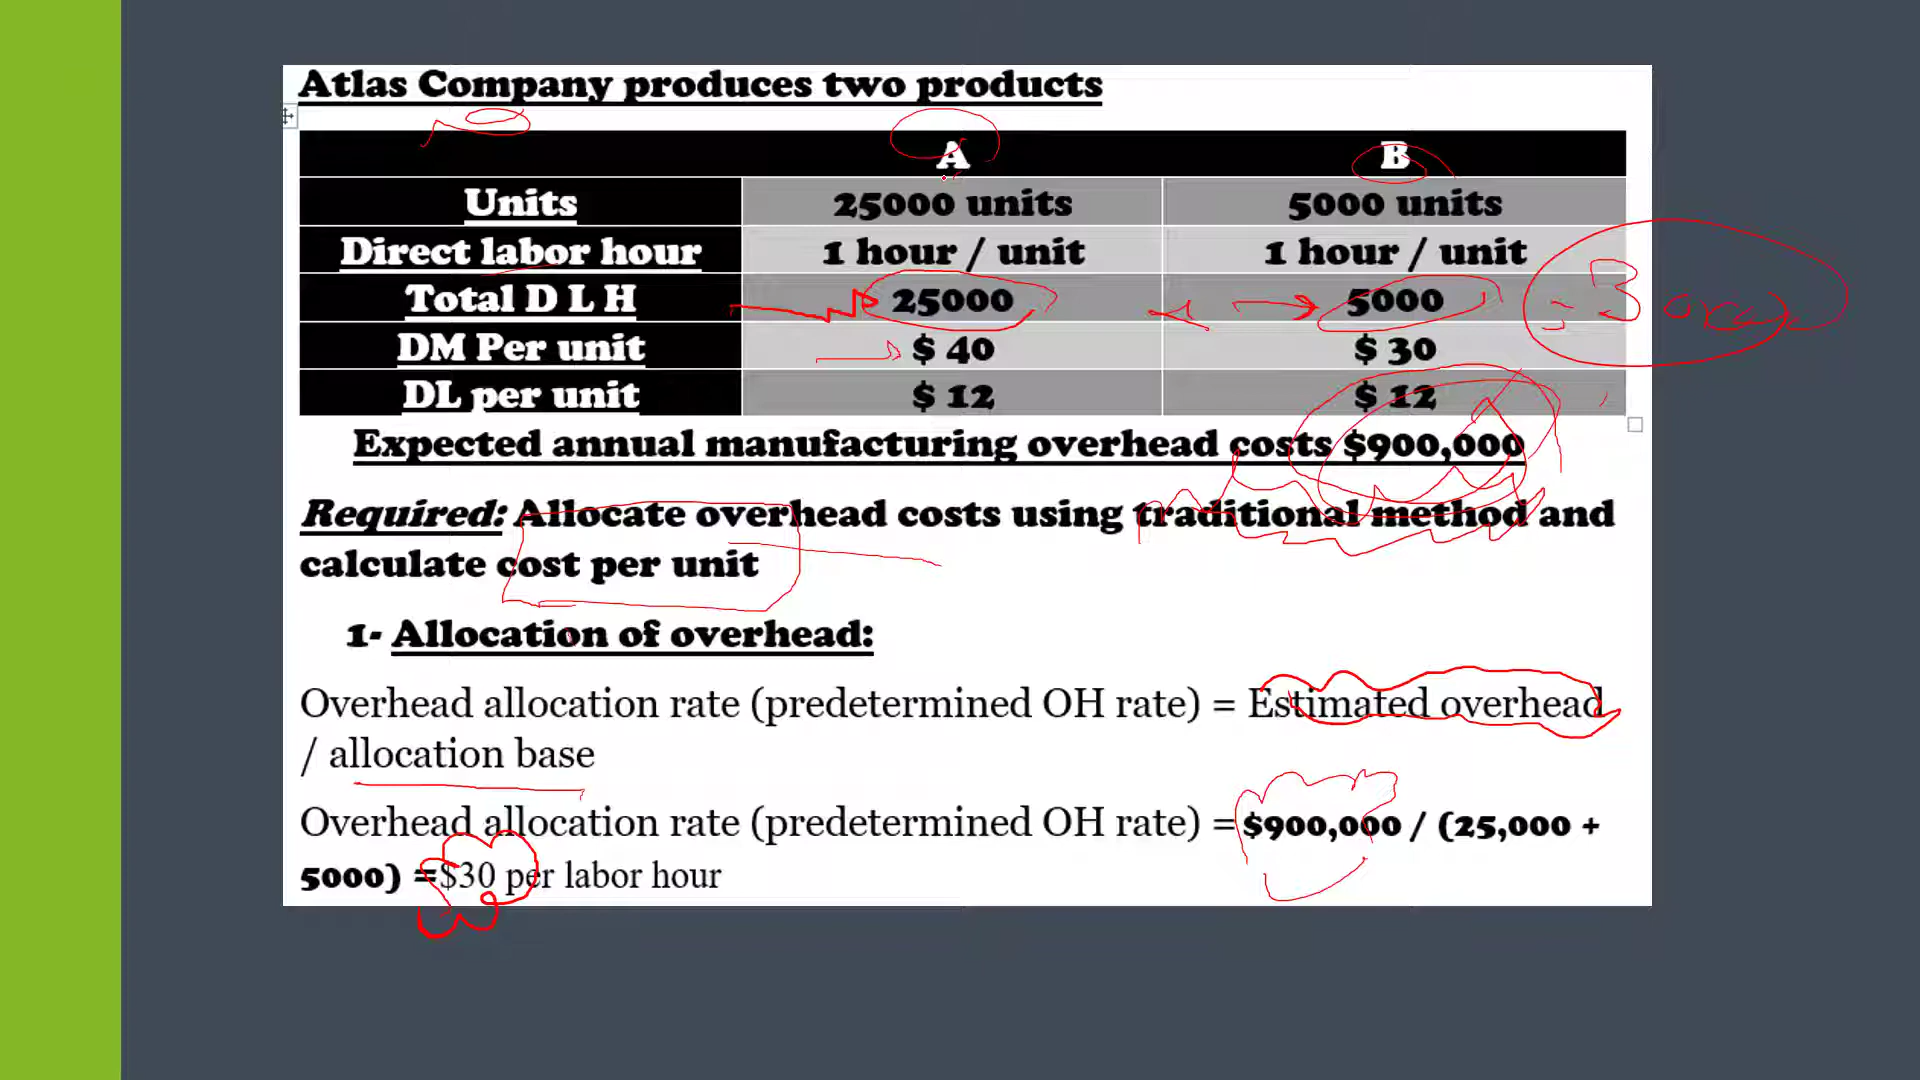 Atlas Company produces two products
A B
Units 25000 units 5000 units
Direct labor hour 1 hour / unit 1 hour / unit
Total D L H 25000 5000
DM Per unit $ 40 $ 30
DL per unit $ 12 $ 12
Expected annual manufacturing overhead costs $900,000
Required: Allocate overhead costs using traditional method and
calculate cost per unit
1- Allocation of overhead:
Overhead allocation rate (predetermined OH rate) = Estimated overhead
/ allocation base
Overhead allocation rate (predetermined OH rate) = $900,000 / (25,000 +
5000) =$30 per labor hour